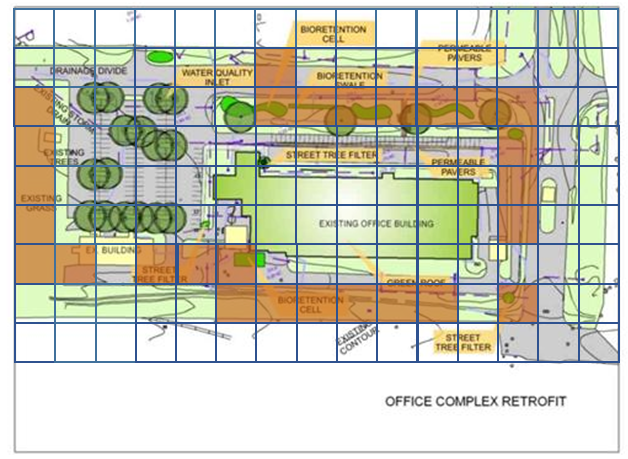 BIORETENTION
CELL
PERMEABLE
PAVERS
DRAINAGE DIVIDE
WATER QUALITY
INLET
BIORETENTION
SWALE
EXISTING STORM
DRAIN
EXISTING
TREES
STREET TREE FILTER
PERMEABLE
PAVERS
EXISTING
GRASS
EXISTING OFFICE BUILDING
EX. BUILDING
STREET
TREE FILTER
GREEN ROOF
BIORETENTION
CELL
EXISTING
CONTOUR
STREET
TREE FILTER
OFFICE COMPLEX RETROFIT